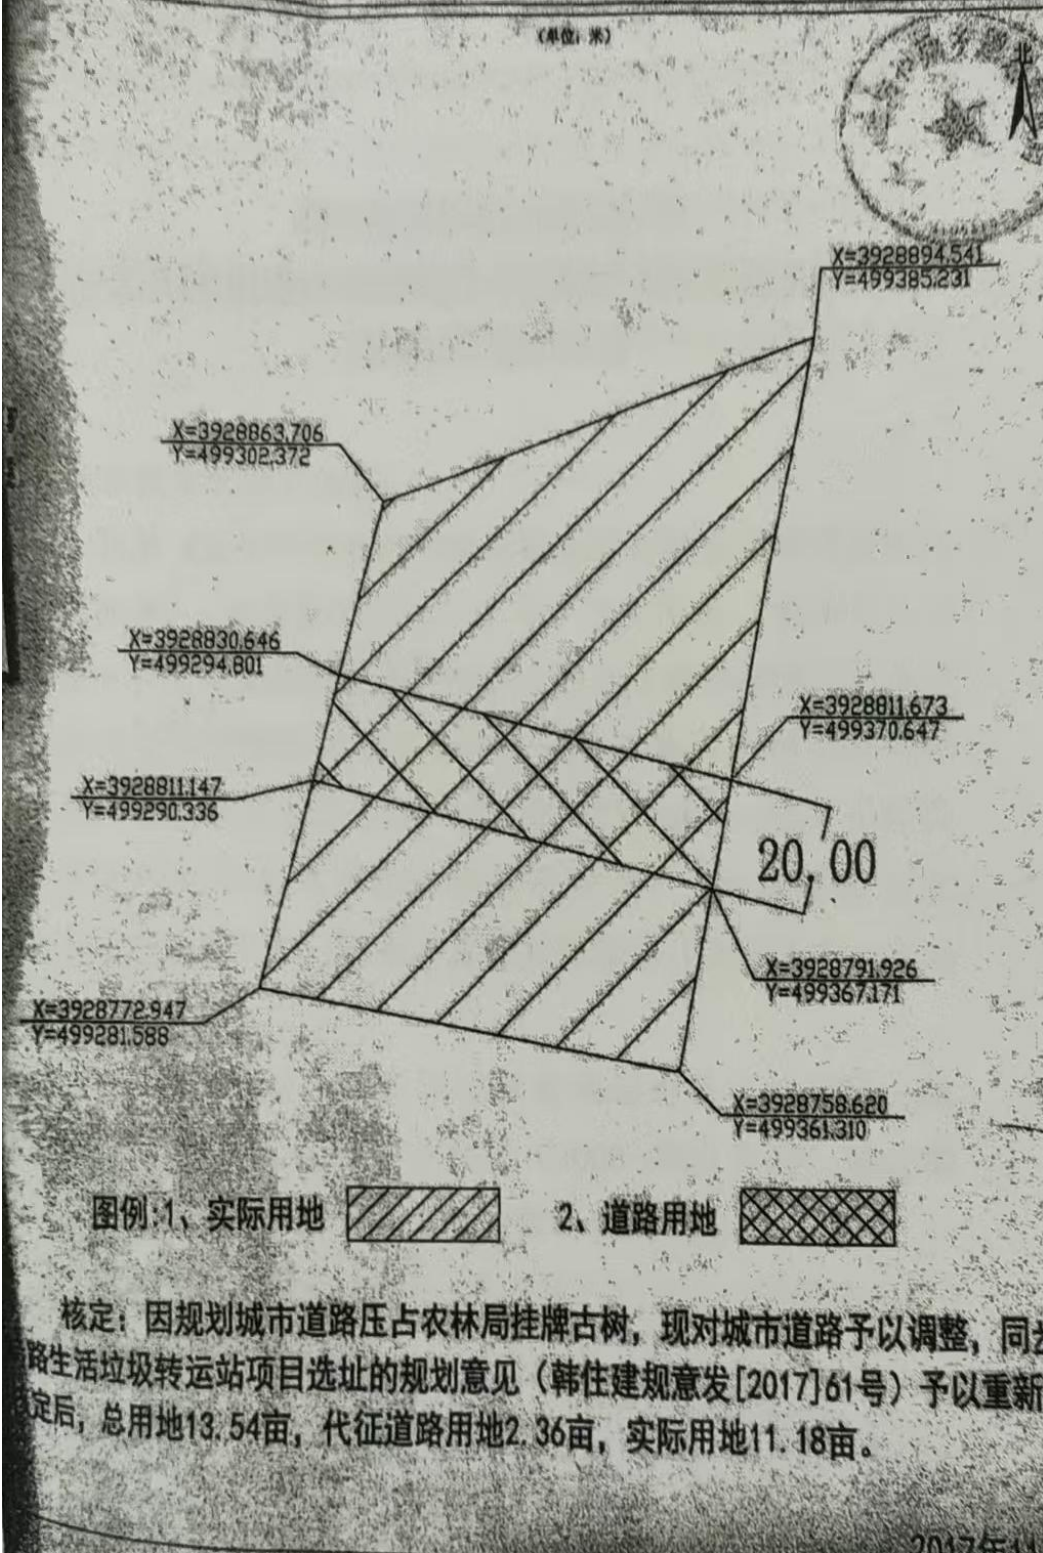 （单位：米）
X=3928894.541
Y=499385.231
X=3928863.706
Y=499302.372
X=3928830.646
Y=499294.801
X=3928811.673
Y=499370.647
X=3928811.147
Y=499290.336
20.00
X=3928791.926
Y=499367.171
X=3928772.947
Y=499281.588
X=3928758.620
Y=499361.310
图例:1、实际用地 2、道路用地
核定：因规划城市道路压占农林局挂牌古树，现对城市道路予以调整，同
路生活垃圾转运站项目选址的规划意见（韩住建规意发[2017]61号）予以重新
定后，总用地13.54亩，代征道路用地2.36亩，实际用地11.18亩。
2017年11